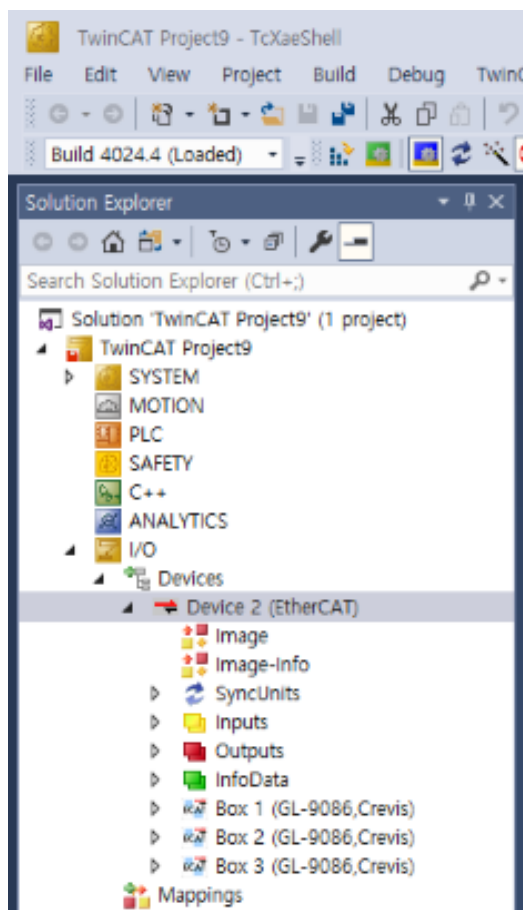 TwinCAT Project9 - TcXaeShell
File Edit View Project Build Debug
Build 4024.4 (Loaded)
Solution Explorer
Search Solution Explorer (Ctrl+;)
Solution 'TwinCAT Project9' (1 project)
TwinCAT Project9
SYSTEM
MOTION
PLC
SAFETY
C++
ANALYTICS
I/O
Devices
Device 2 (EtherCAT)
Image
Image-Info
SyncUnits
Inputs
Outputs
InfoData
Box 1 (GL-9086,Crevis)
Box 2 (GL-9086,Crevis)
Box 3 (GL-9086,Crevis)
Mappings